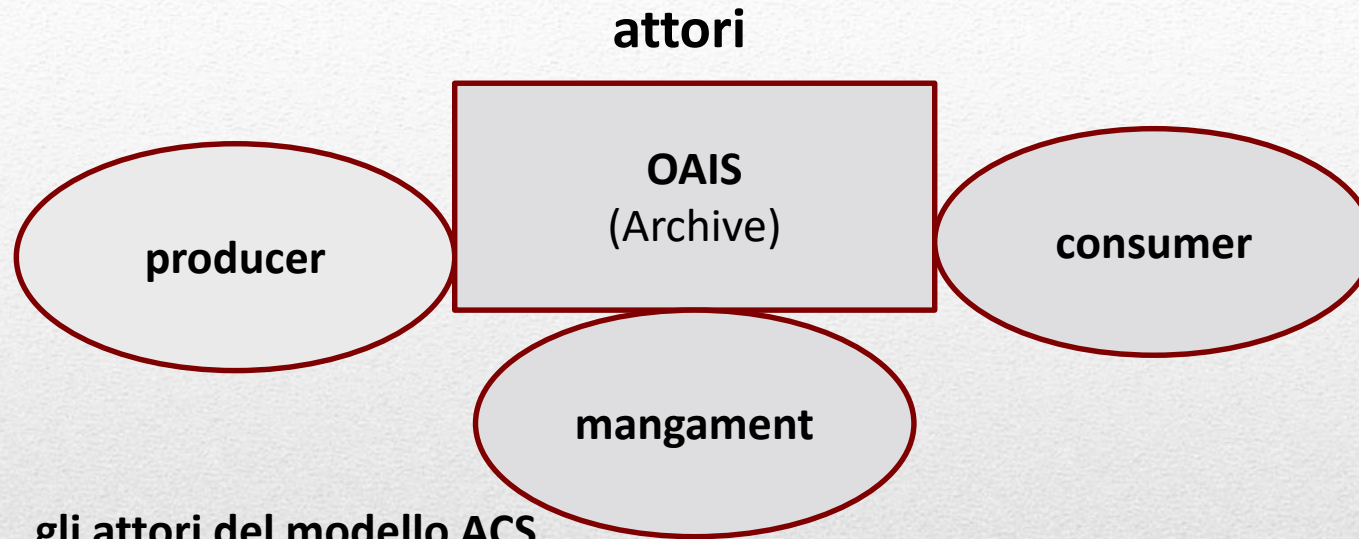 attori
OAIS
(Archive)
producer
consumer
mangament
gli attori del modello ACS